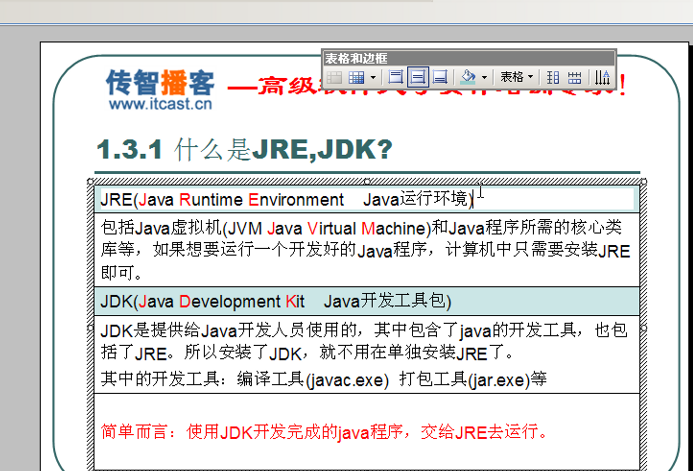 表格和边框
表格
传智播客 —高级软
www.itcast.cn
1.3.1 什么是JRE,JDK?
JRE(Java Runtime Environment Java运行环境)
包括Java虚拟机(JVM Java Virtual Machine)和Java程序所需的核心类
库等，如果想要运行一个开发好的Java程序，计算机中只需要安装JRE
即可。
JDK(Java Development Kit Java开发工具包)
JDK是提供给Java开发人员使用的，其中包含了java的开发工具，也包
括了JRE。所以安装了JDK，就不用在单独安装JRE了。
其中的开发工具：编译工具(javac.exe) 打包工具(jar.exe)等
简单而言：使用JDK开发完成的java程序，交给JRE去运行。